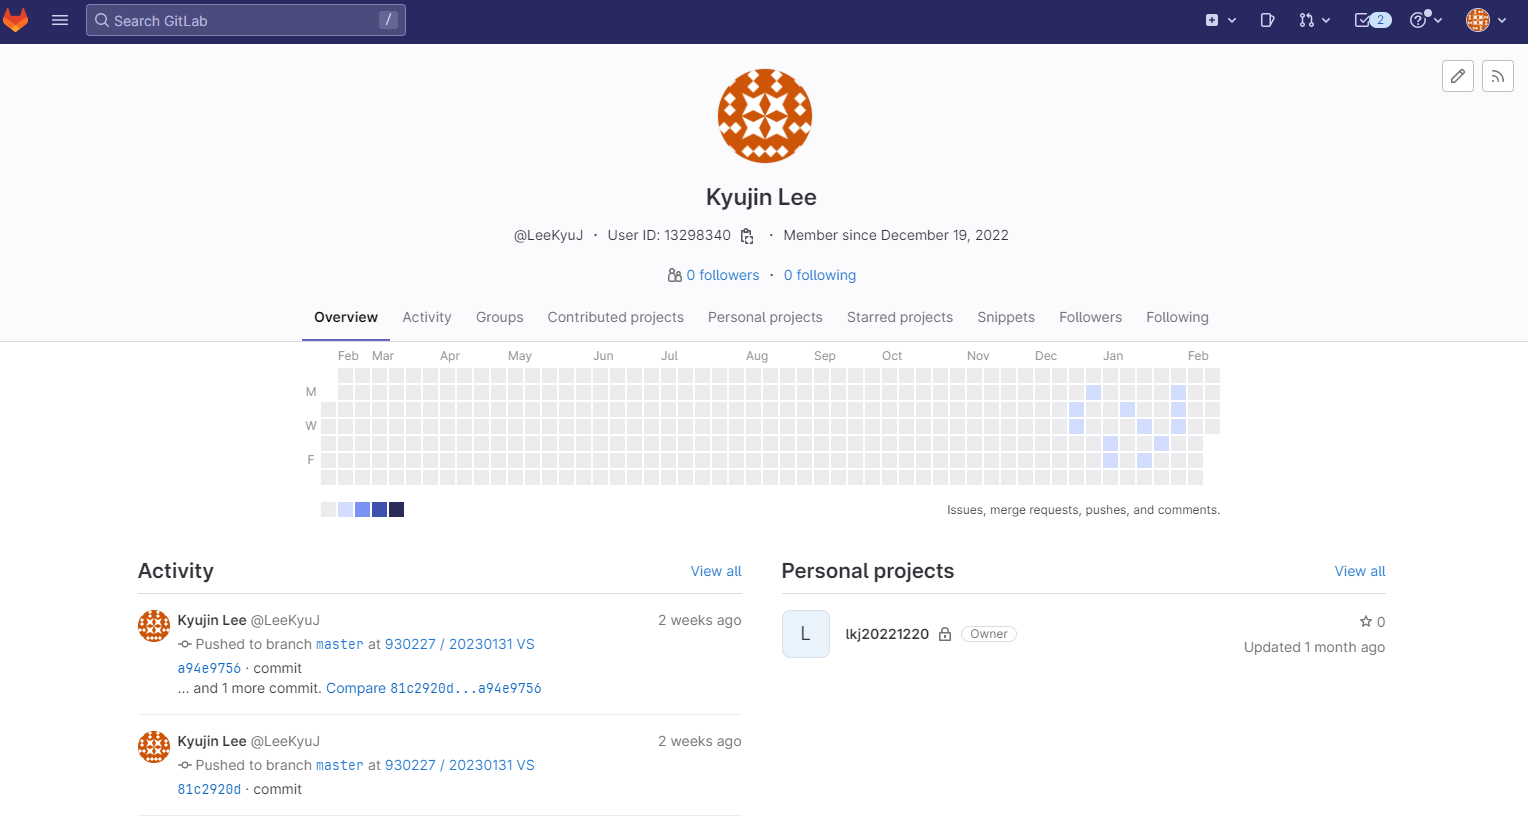 Search GitLab /
2
Kyujin Lee
@LeeKyuJ · User ID: 13298340 · Member since December 19, 2022
0 followers · 0 following
Overview Activity Groups Contributed projects Personal projects Starred projects Snippets Followers Following
Feb Mar Apr May Jun Jul Aug Sep Oct Nov Dec Jan Feb
M
W
F
Issues, merge requests, pushes, and comments.
Activity View all
Kyujin Lee @LeeKyuJ 2 weeks ago
Pushed to branch master at 930227 / 20230131 VS
a94e9756 · commit
... and 1 more commit. Compare 81c2920d...a94e9756
Kyujin Lee @LeeKyuJ 2 weeks ago
Pushed to branch master at 930227 / 20230131 VS
81c2920d · commit
Personal projects View all
L lkj20221220 Owner 0
Updated 1 month ago